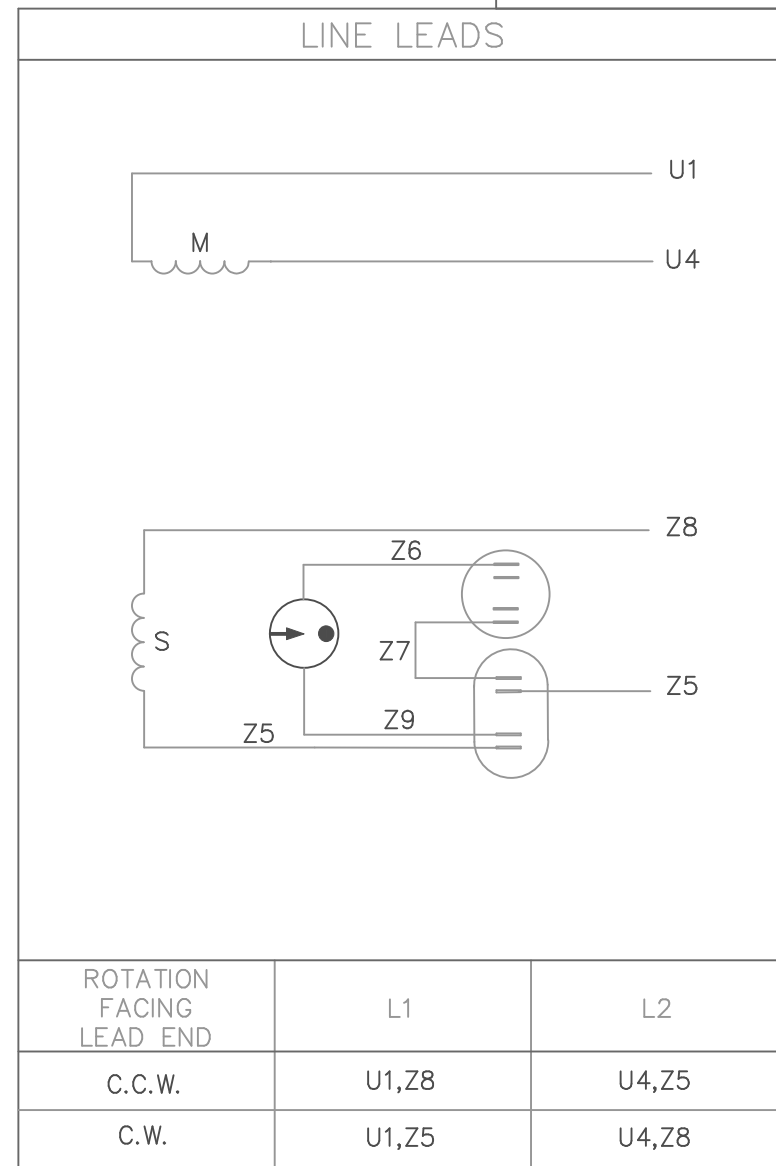 LINE LEADS
U1
M
U4
Z8
Z6
S
Z7
Z5
Z9
Z5
ROTATION
FACING
LEAD END
L1
L2
C.C.W.
U1,Z8
U4,Z5
C.W.
U1,Z5
U4,Z8